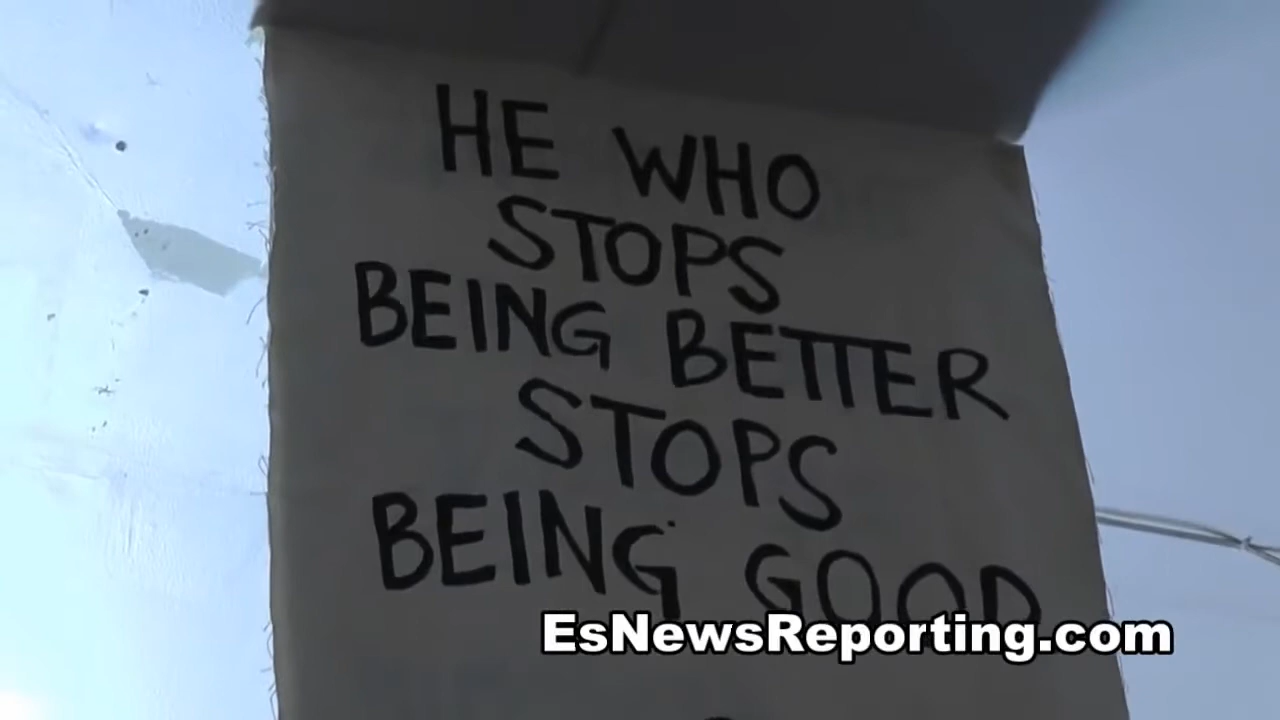 HE WHO
STOPS
BEING BETTER
STOPS
BEING GOOD
EsNewsReporting.com